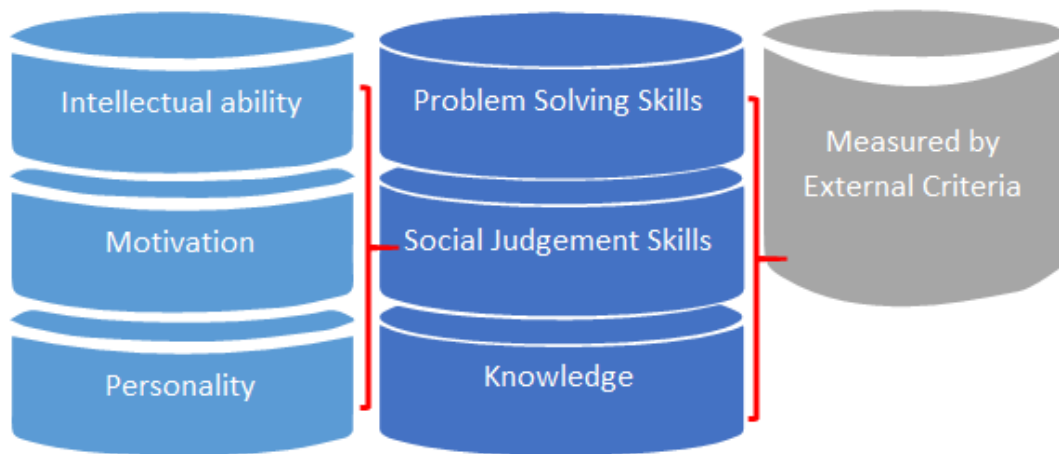 Intellectual ability
Motivation
Personality
Problem Solving Skills
Social Judgement Skills
Knowledge
Measured by
External Criteria